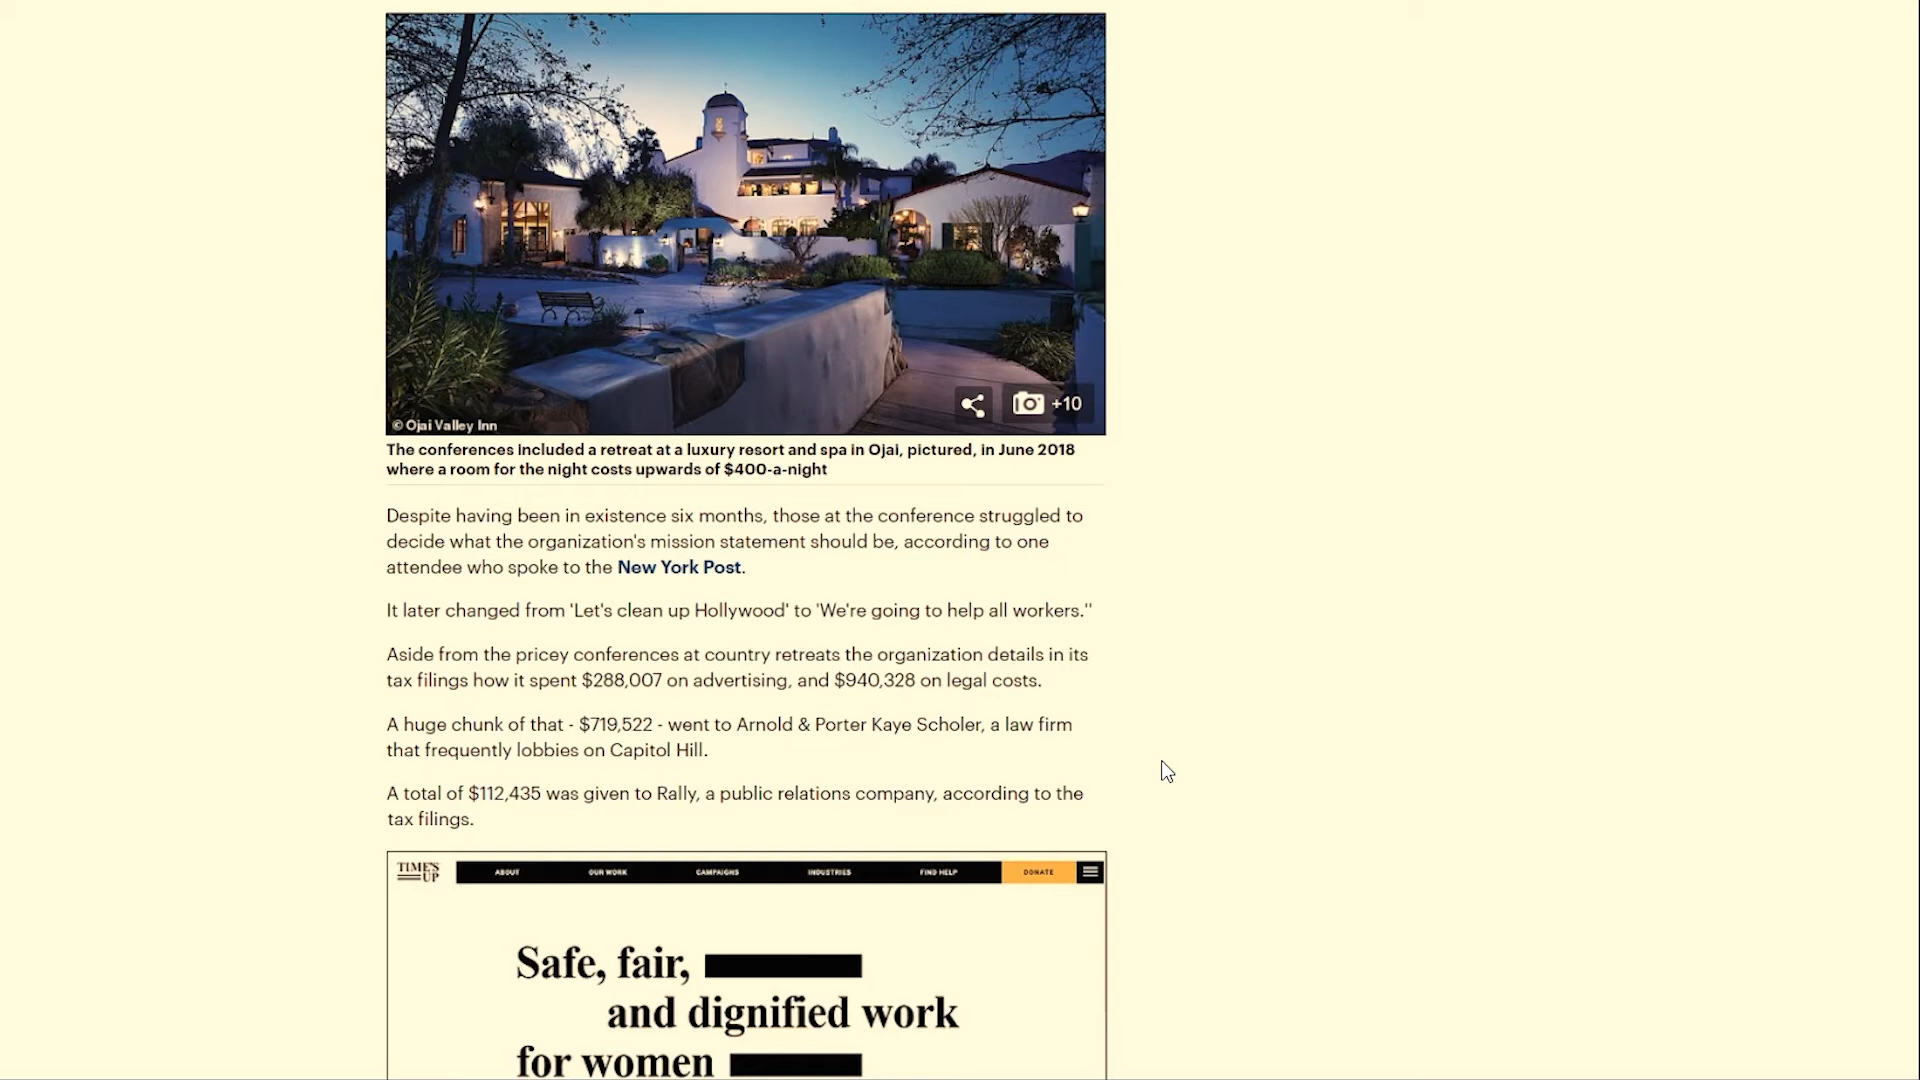 +10
© Ojai Valley Inn
The conferences included a retreat at a luxury resort and spa in Ojai, pictured, in June 2018
where a room for the night costs upwards of $400-a-night
Despite having been in existence six months, those at the conference struggled to
decide what the organization's mission statement should be, according to one
attendee who spoke to the New York Post.
It later changed from 'Let's clean up Hollywood' to 'We're going to help all workers.''
Aside from the pricey conferences at country retreats the organization details in its
tax filings how it spent $288,007 on advertising, and $940,328 on legal costs.
A huge chunk of that - $719,522 - went to Arnold & Porter Kaye Scholer, a law firm
that frequently lobbies on Capitol Hill.
A total of $112,435 was given to Rally, a public relations company, according to the
tax filings.
TIME'S
UP
ABOUT OUR WORK CAMPAIGNS INDUSTRIES FIND HELP DONATE
Safe, fair,
and dignified work
for women